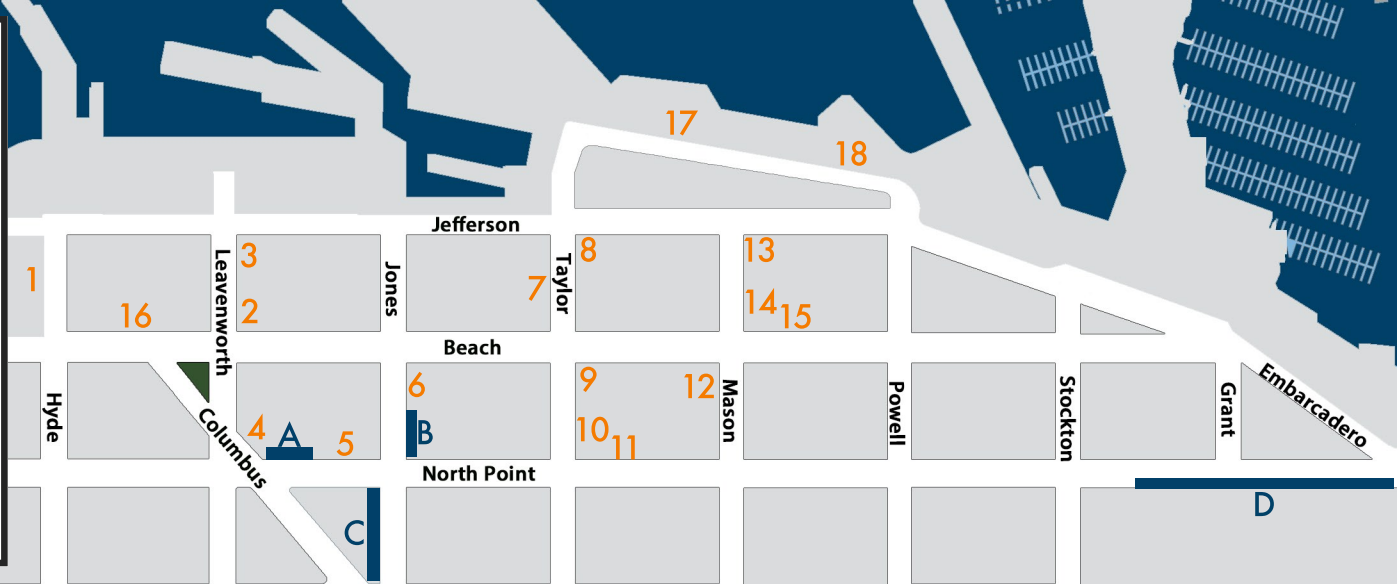 17
18
Jefferson
3
8
13
1
Leavenworth
Jones
7
Taylor
16
2
14
15
Beach
6
9
12
Hyde
Columbus
4
A
5
B
10
11
Mason
Powell
Stockton
Grant
Embarcadero
North Point
C
D